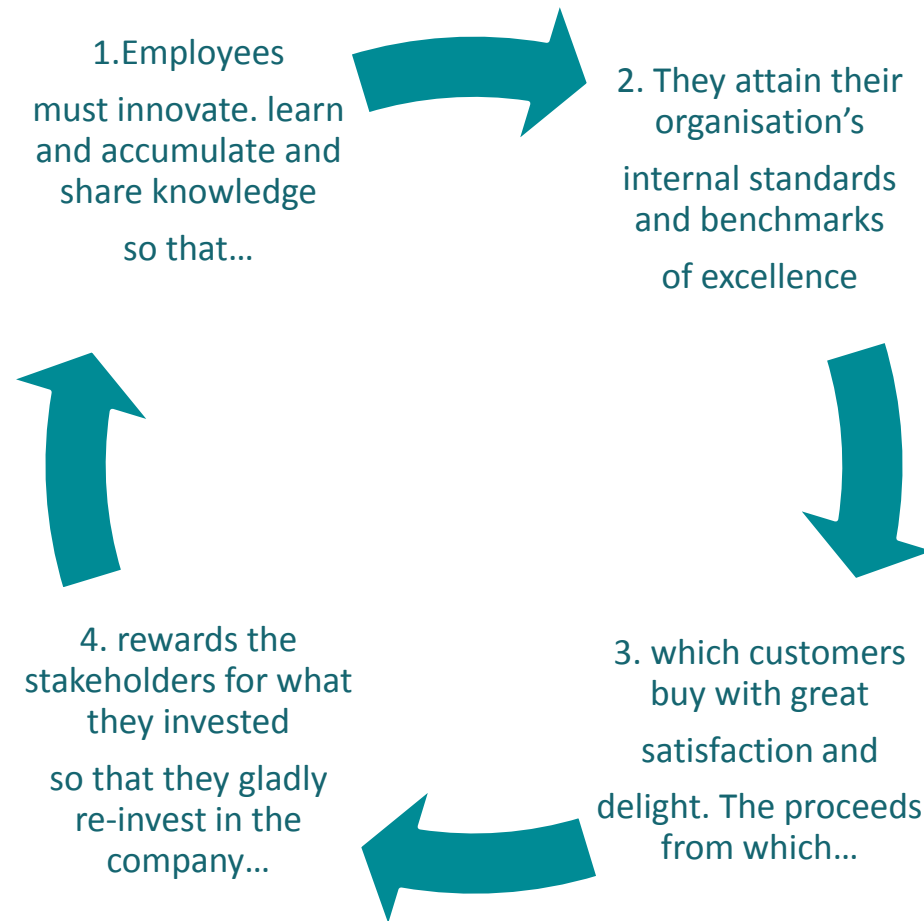 1.Employees
must innovate. learn
and accumulate and
share knowledge
so that…
2. They attain their
organisation’s
internal standards
and benchmarks
of excellence
3. which customers
buy with great
satisfaction and
delight. The proceeds
from which…
4. rewards the
stakeholders for what
they invested
so that they gladly
re-invest in the
company…